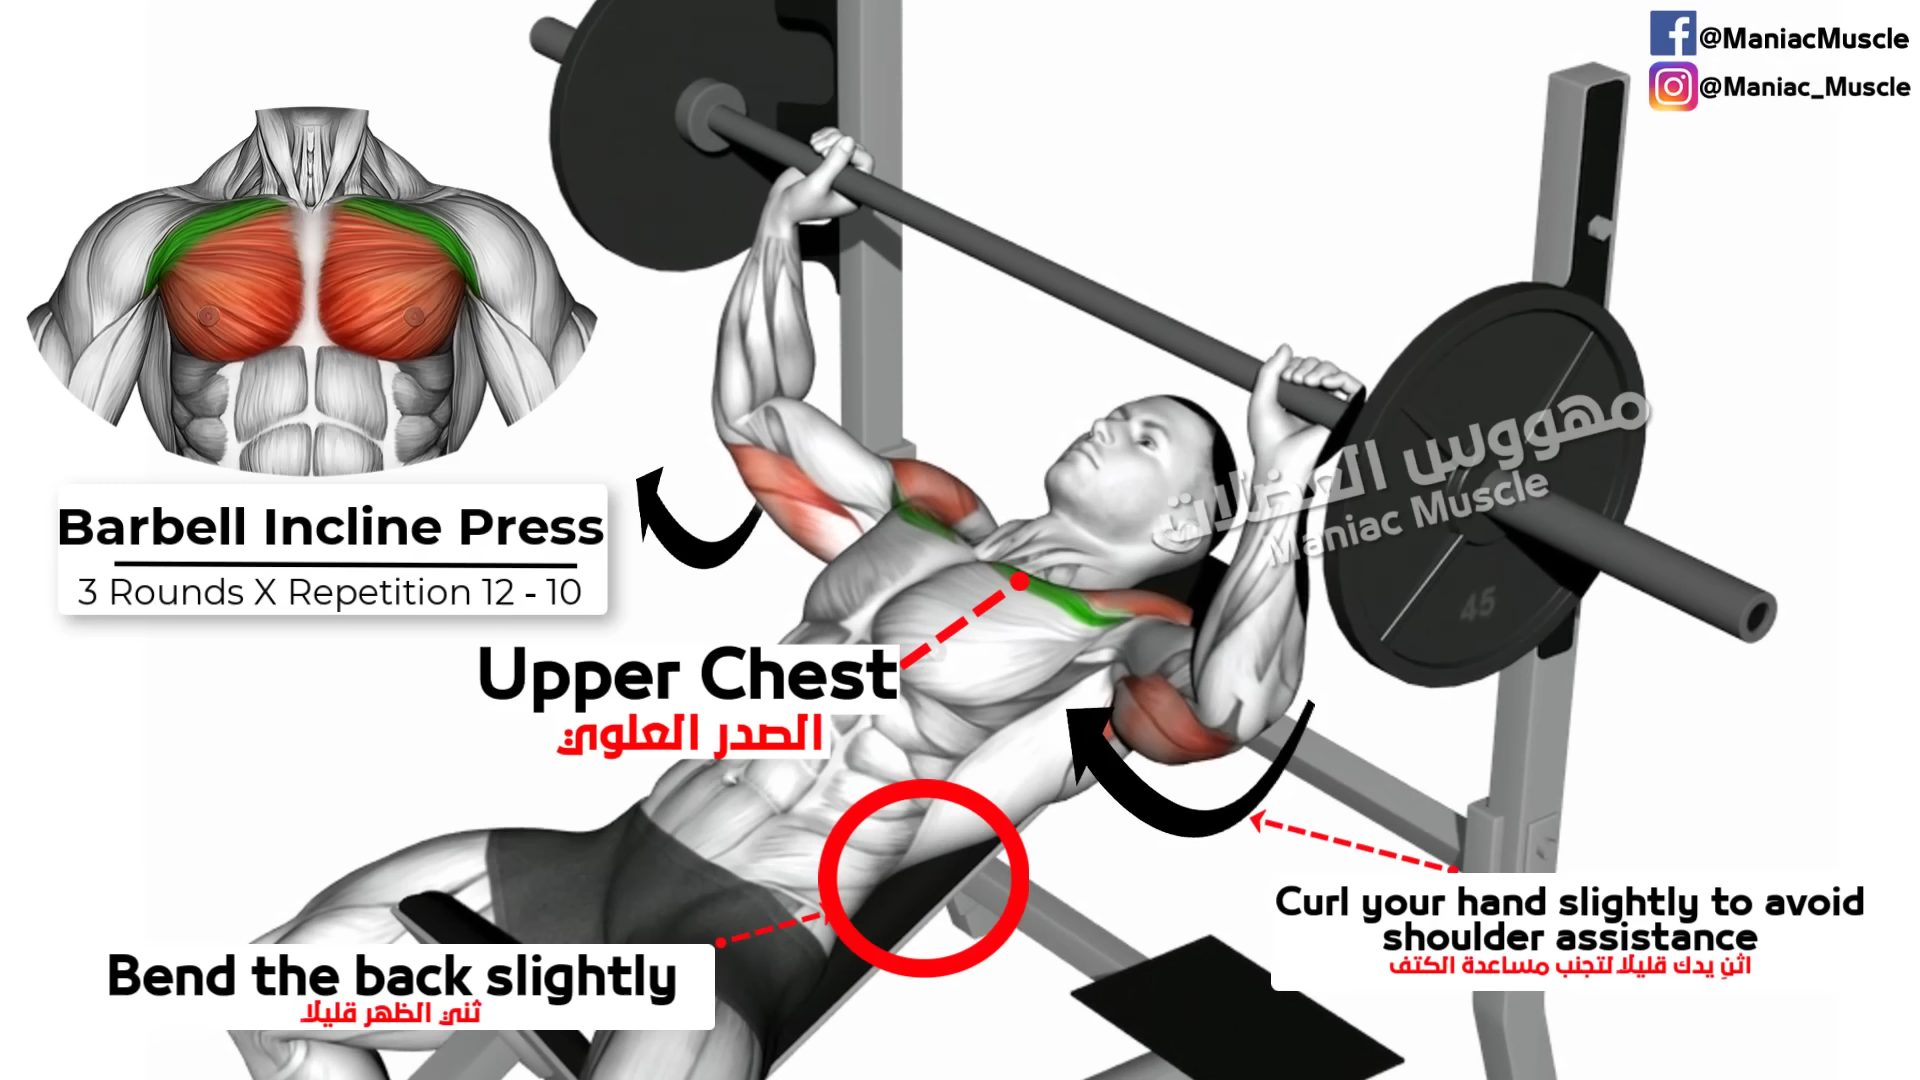 @ManiacMuscle
@Maniac_Muscle
Barbell Incline Press
3 Rounds X Repetition 12 - 10
مهووس العضلات
Maniac Muscle
45
Upper Chest
الصدر العلوي
Curl your hand slightly to avoid
shoulder assistance
اثنِ يدك قليلا لتجنب مساعدة الكتف
Bend the back slightly
ثني الظهر قليلًا